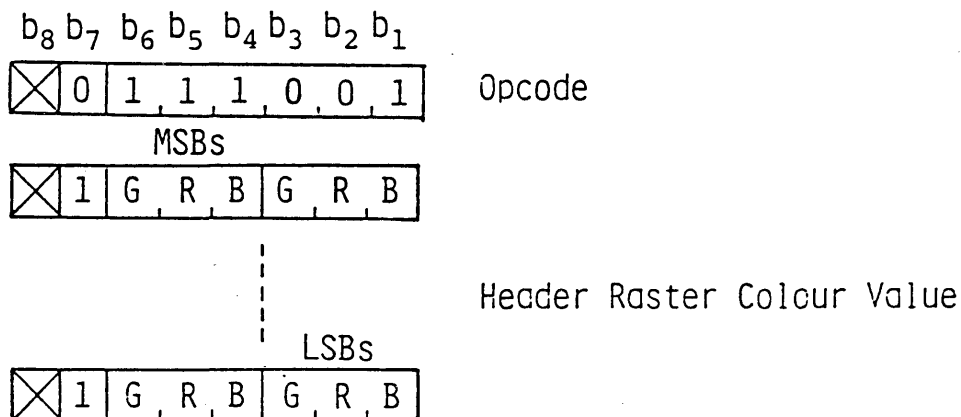 b8 b7 b6 b5 b4 b3 b2 b1
0 1 1 1 0 0 1 Opcode
MSBs
1 G R B G R B
Header Raster Colour Value
LSBs
1 G R B G R B